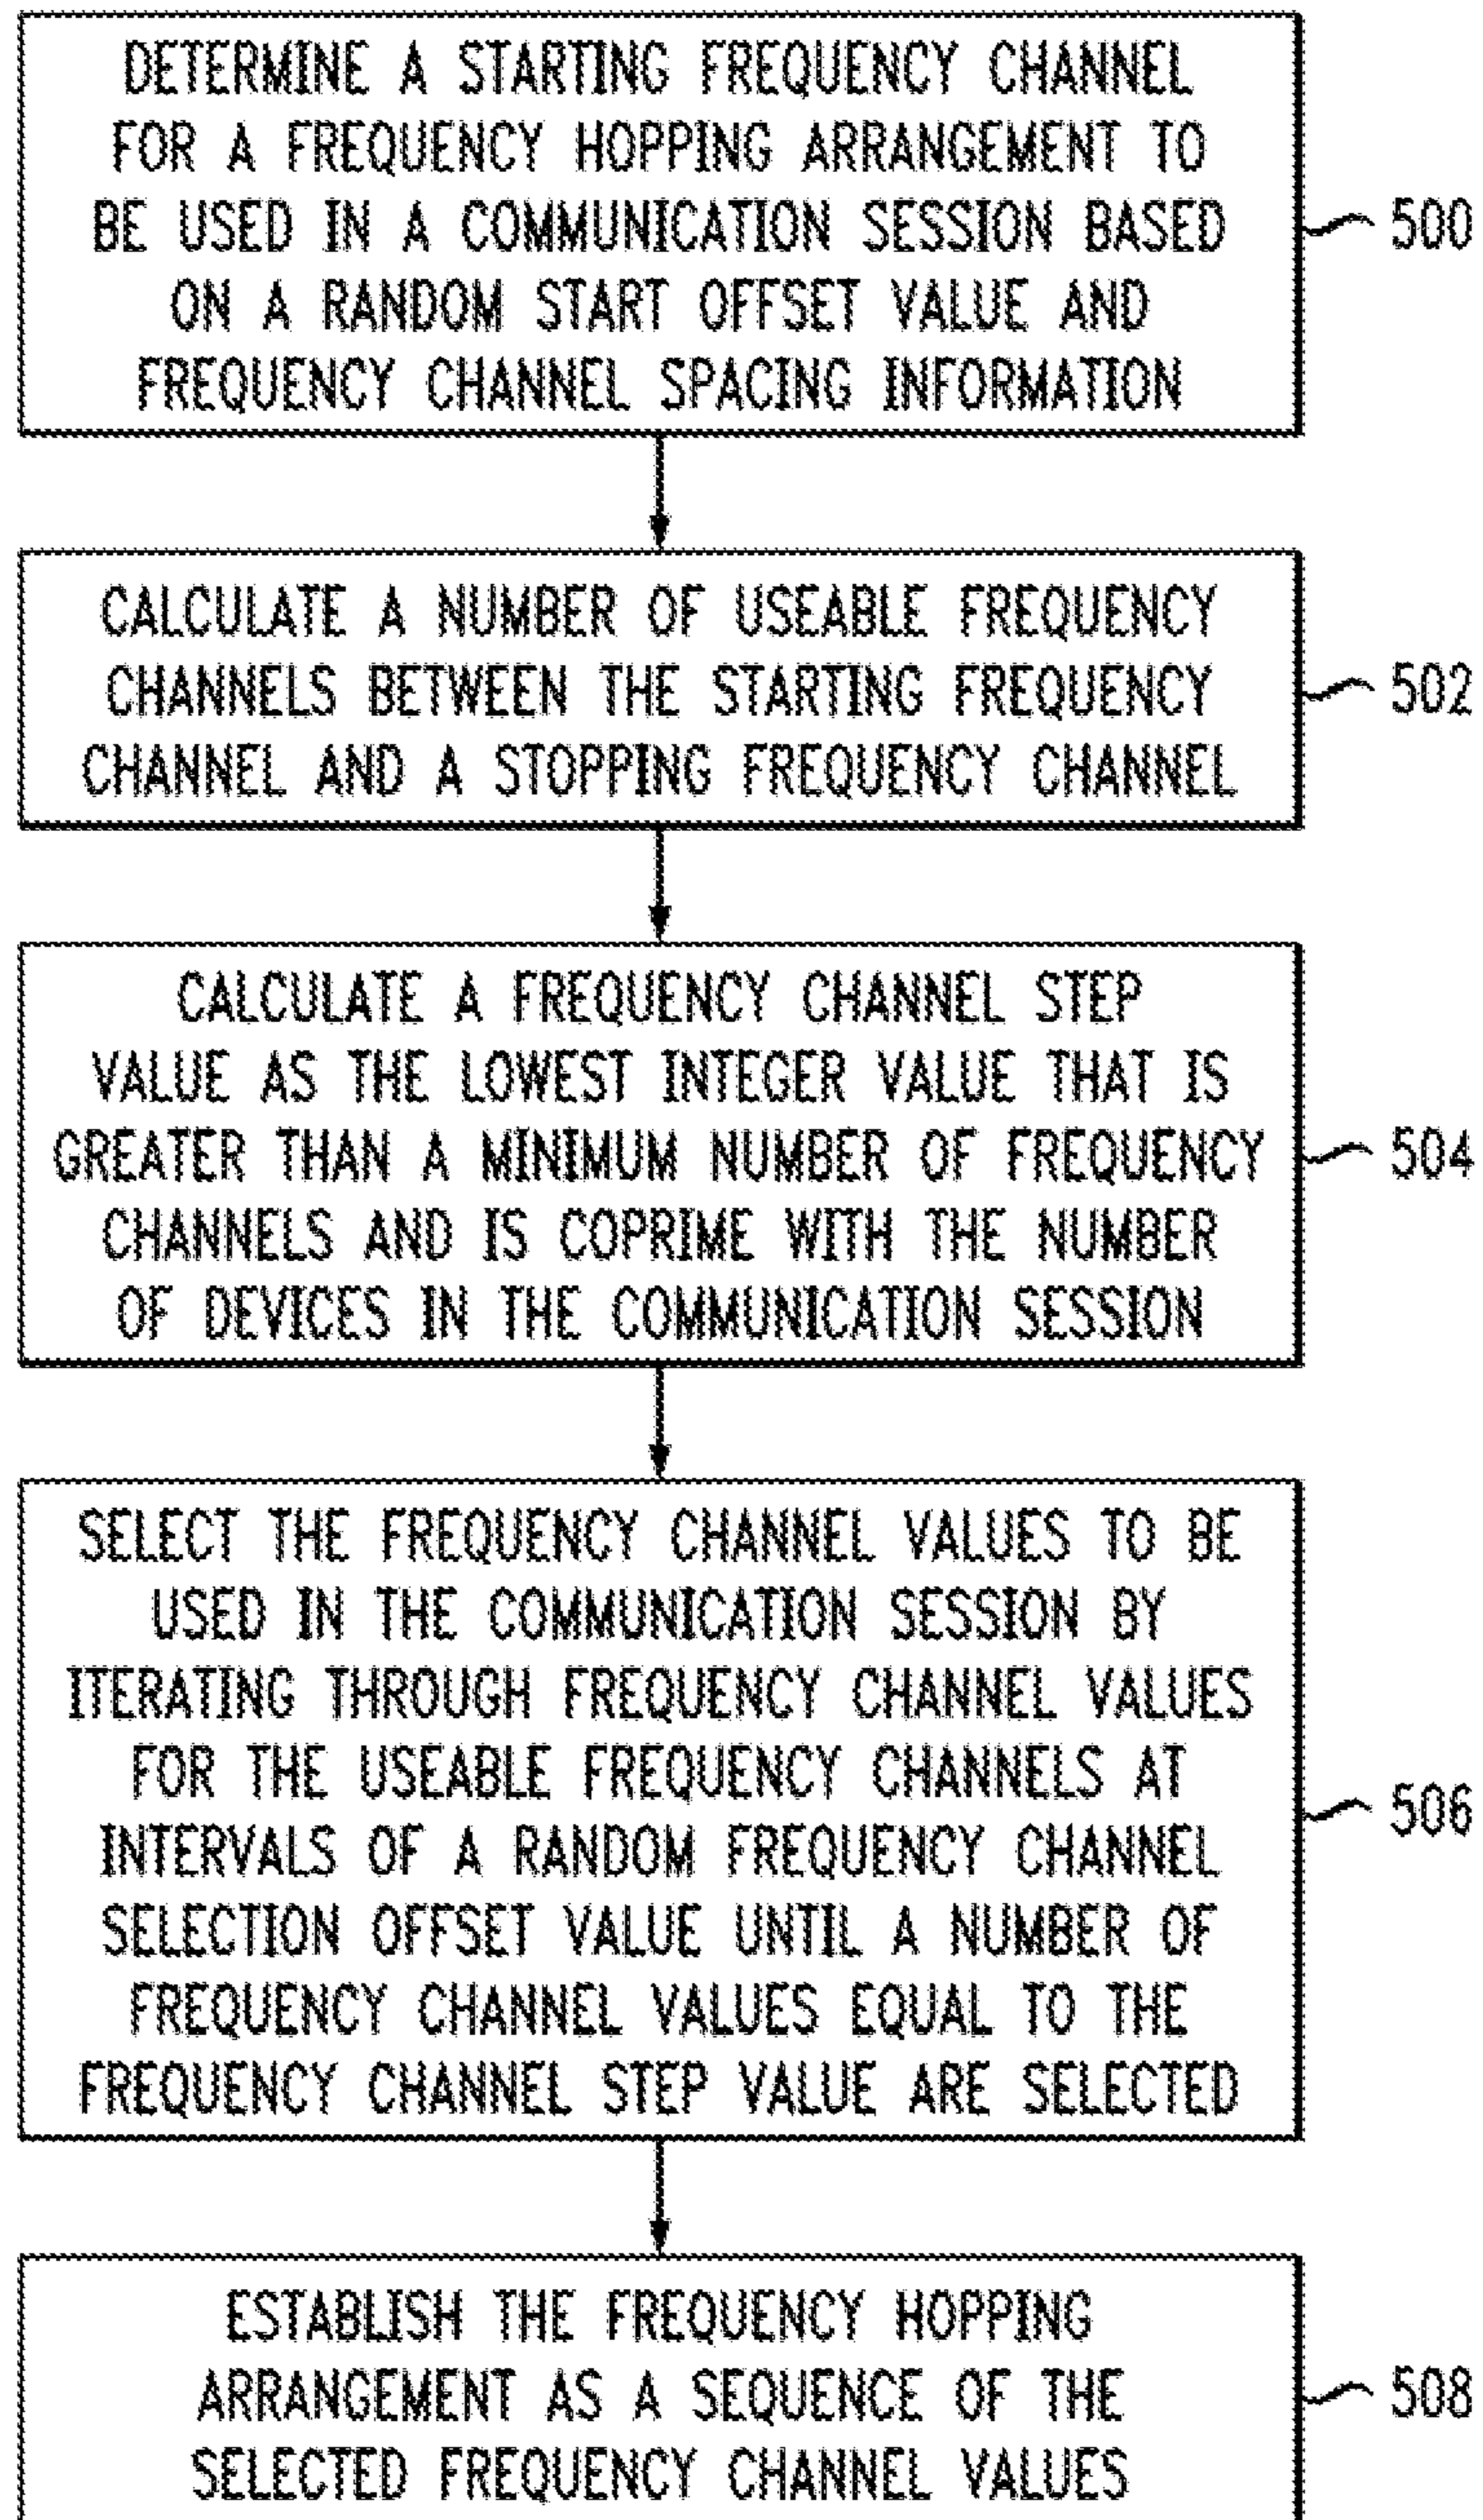 DETERMINE A STARTING FREQUENCY CHANNEL
FOR A FREQUENCY HOPPING ARRANGEMENT TO
BE USED IN A COMMUNICATION SESSION BASED
ON A RANDOM START OFFSET VALUE AND
FREQUENCY CHANNEL SPACING INFORMATION
500
CALCULATE A NUMBER OF USEABLE FREQUENCY
CHANNELS BETWEEN THE STARTING FREQUENCY
CHANNEL AND A STOPPING FREQUENCY CHANNEL
502
CALCULATE A FREQUENCY CHANNEL STEP
VALUE AS THE LOWEST INTEGER VALUE THAT IS
GREATER THAN A MINIMUM NUMBER OF FREQUENCY
CHANNELS AND IS COPRIME WITH THE NUMBER
OF DEVICES IN THE COMMUNICATION SESSION
504
SELECT THE FREQUENCY CHANNEL VALUES TO BE
USED IN THE COMMUNICATION SESSION BY
ITERATING THROUGH FREQUENCY CHANNEL VALUES
FOR THE USEABLE FREQUENCY CHANNELS AT
INTERVALS OF A RANDOM FREQUENCY CHANNEL
SELECTION OFFSET VALUE UNTIL A NUMBER OF
FREQUENCY CHANNEL VALUES EQUAL TO THE
FREQUENCY CHANNEL STEP VALUE ARE SELECTED
506
ESTABLISH THE FREQUENCY HOPPING
ARRANGEMENT AS A SEQUENCE OF THE
SELECTED FREQUENCY CHANNEL VALUES
508